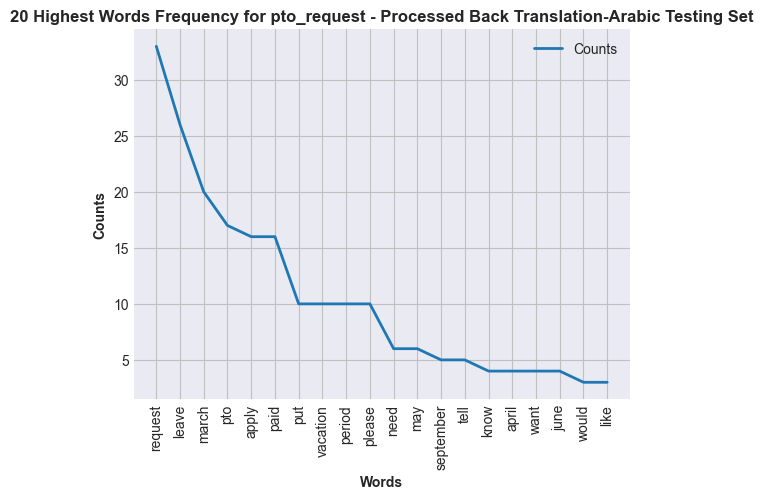 20 Highest Words Frequency for pto_request - Processed Back Translation-Arabic Testing Set
Counts
30
25
20
15
10
5
Counts
request
leave
march
pto
apply
paid
put
vacation
period
please
need
may
september
tell
know
april
want
june
would
like
Words